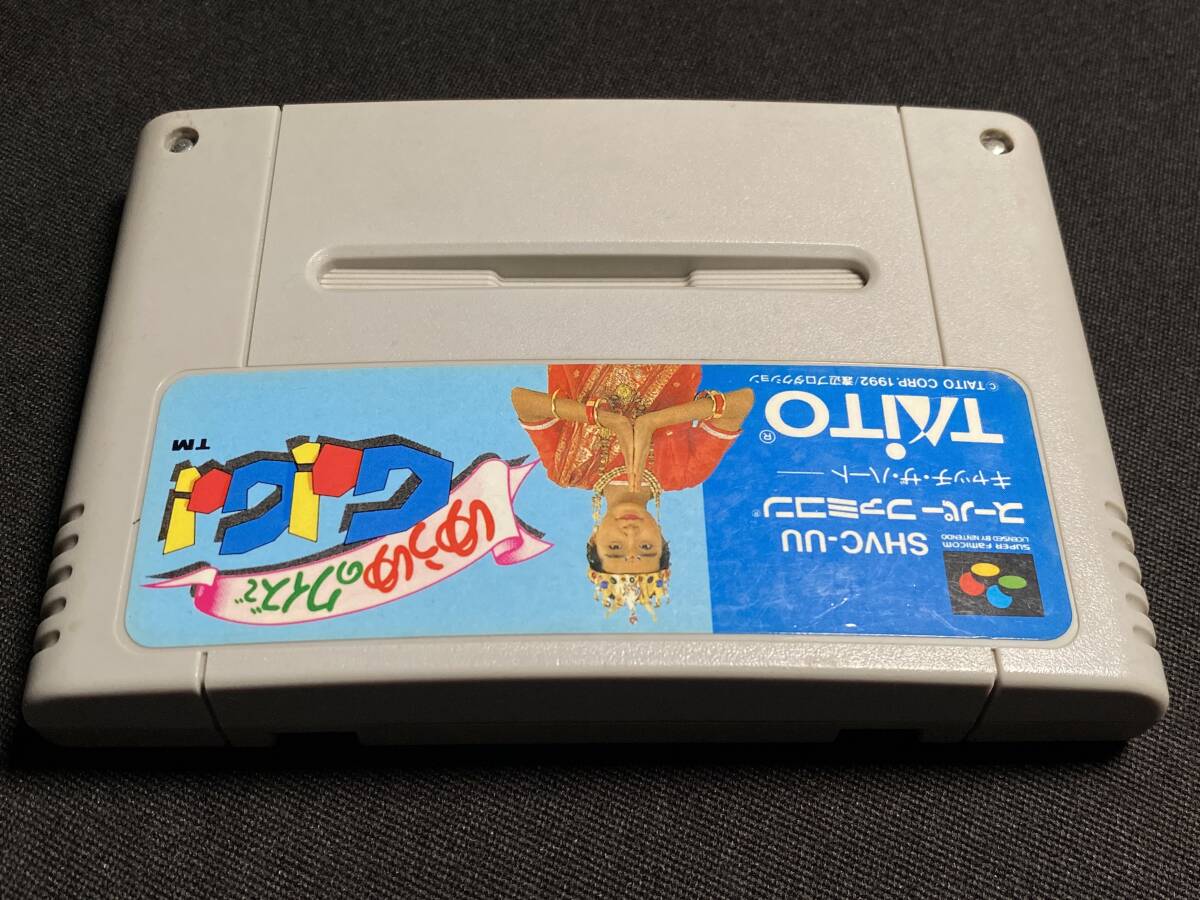 SUPER FAMICOM
LICENSED BY NINTENDO
SHVC-UU
スーパーファミコン®
キャッチ・ザ・ハート
TAITO®
© TAITO CORP. 1992/渡辺プロダクション
ゆうゆのクイズで
GO!GO!
TM